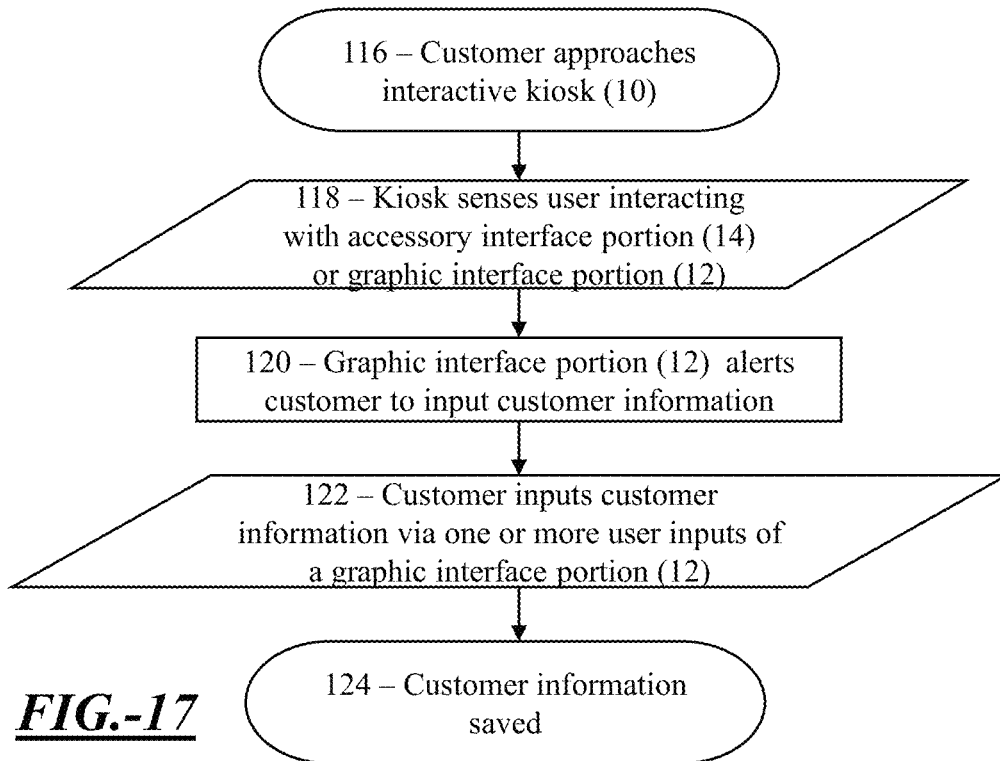 116 – Customer approaches
interactive kiosk (10)
118 – Kiosk senses user interacting
with accessory interface portion (14)
or graphic interface portion (12)
120 – Graphic interface portion (12) alerts
customer to input customer information
122 – Customer inputs customer
information via one or more user inputs of
a graphic interface portion (12)
124 – Customer information
saved
FIG.-17